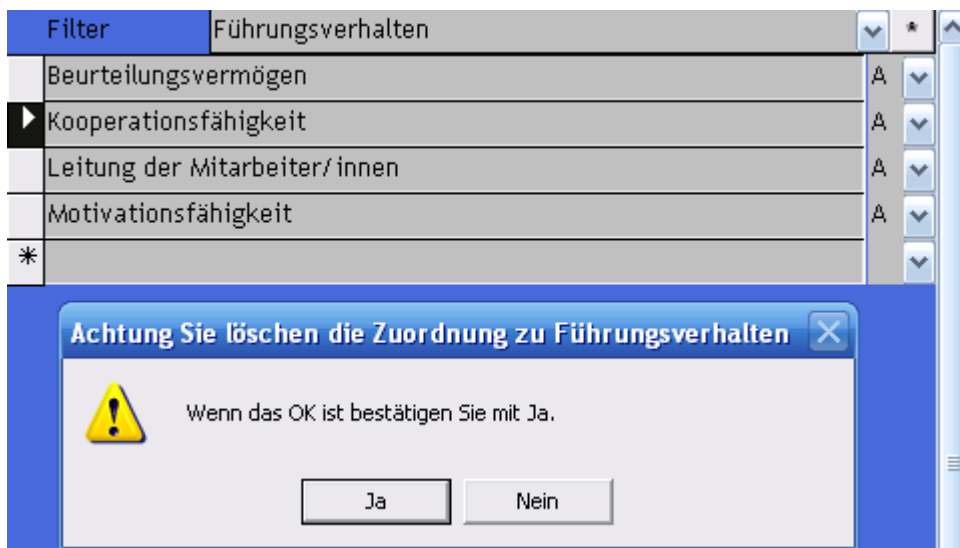 Filter Führungsverhalten *
Beurteilungsvermögen A
Kooperationsfähigkeit A
Leitung der Mitarbeiter/innen A
Motivationsfähigkeit A
*
Achtung Sie löschen die Zuordnung zu Führungsverhalten
Wenn das OK ist bestätigen Sie mit Ja.
Ja Nein